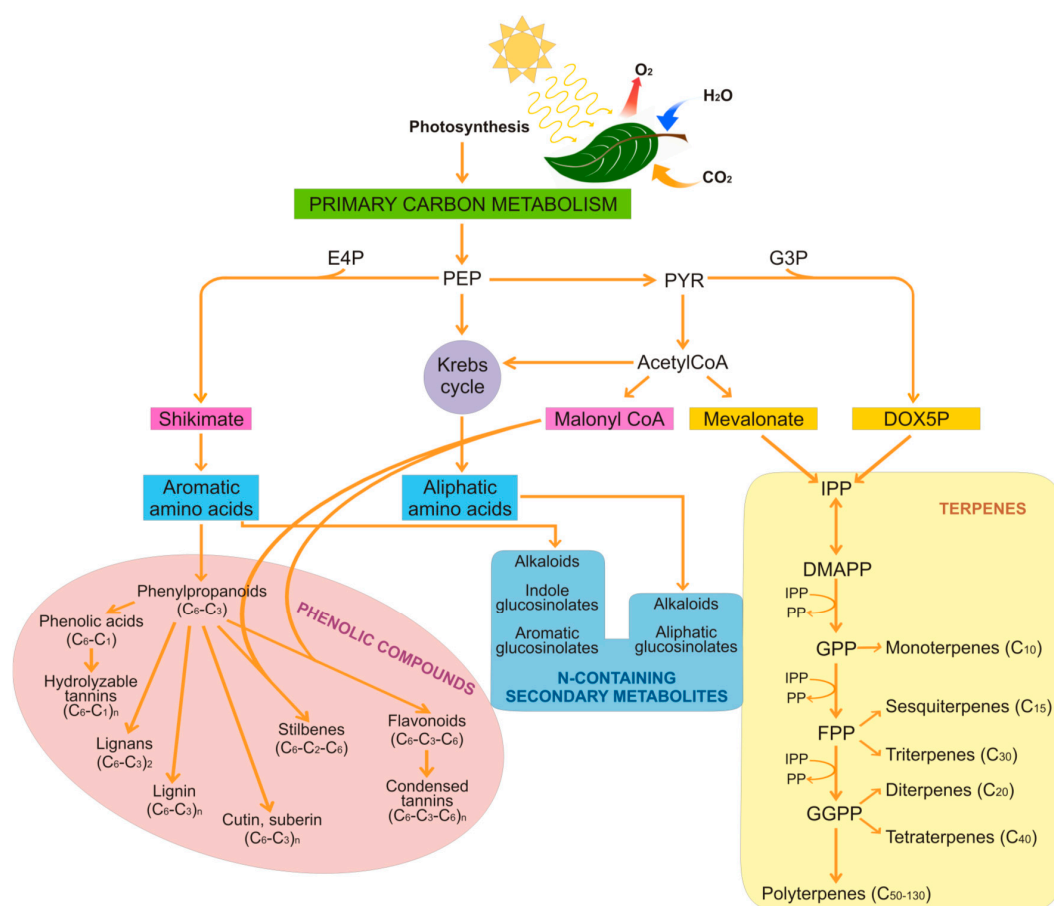 O2
H2O
Photosynthesis
CO2
PRIMARY CARBON METABOLISM
E4P
PEP
PYR
G3P
Krebs
cycle
AcetylCoA
Shikimate
Malonyl CoA
Mevalonate
DOX5P
Aromatic
amino acids
Aliphatic
amino acids
IPP
TERPENES
DMAPP
IPP
PP
GPP
Monoterpenes (C10)
IPP
PP
FPP
Sesquiterpenes (C15)
Triterpenes (C30)
IPP
PP
GGPP
Diterpenes (C20)
Tetraterpenes (C40)
Polyterpenes (C50-130)
Alkaloids
Indole
glucosinolates
Aromatic
glucosinolates
Alkaloids
Aliphatic
glucosinolates
N-CONTAINING
SECONDARY METABOLITES
PHENOLIC COMPOUNDS
Phenylpropanoids
(C6-C3)
Phenolic acids
(C6-C1)
Hydrolyzable
tannins
(C6-C1)n
Lignans
(C6-C3)2
Lignin
(C6-C3)n
Cutin, suberin
(C6-C3)n
Stilbenes
(C6-C2-C6)
Flavonoids
(C6-C3-C6)
Condensed
tannins
(C6-C3-C6)n